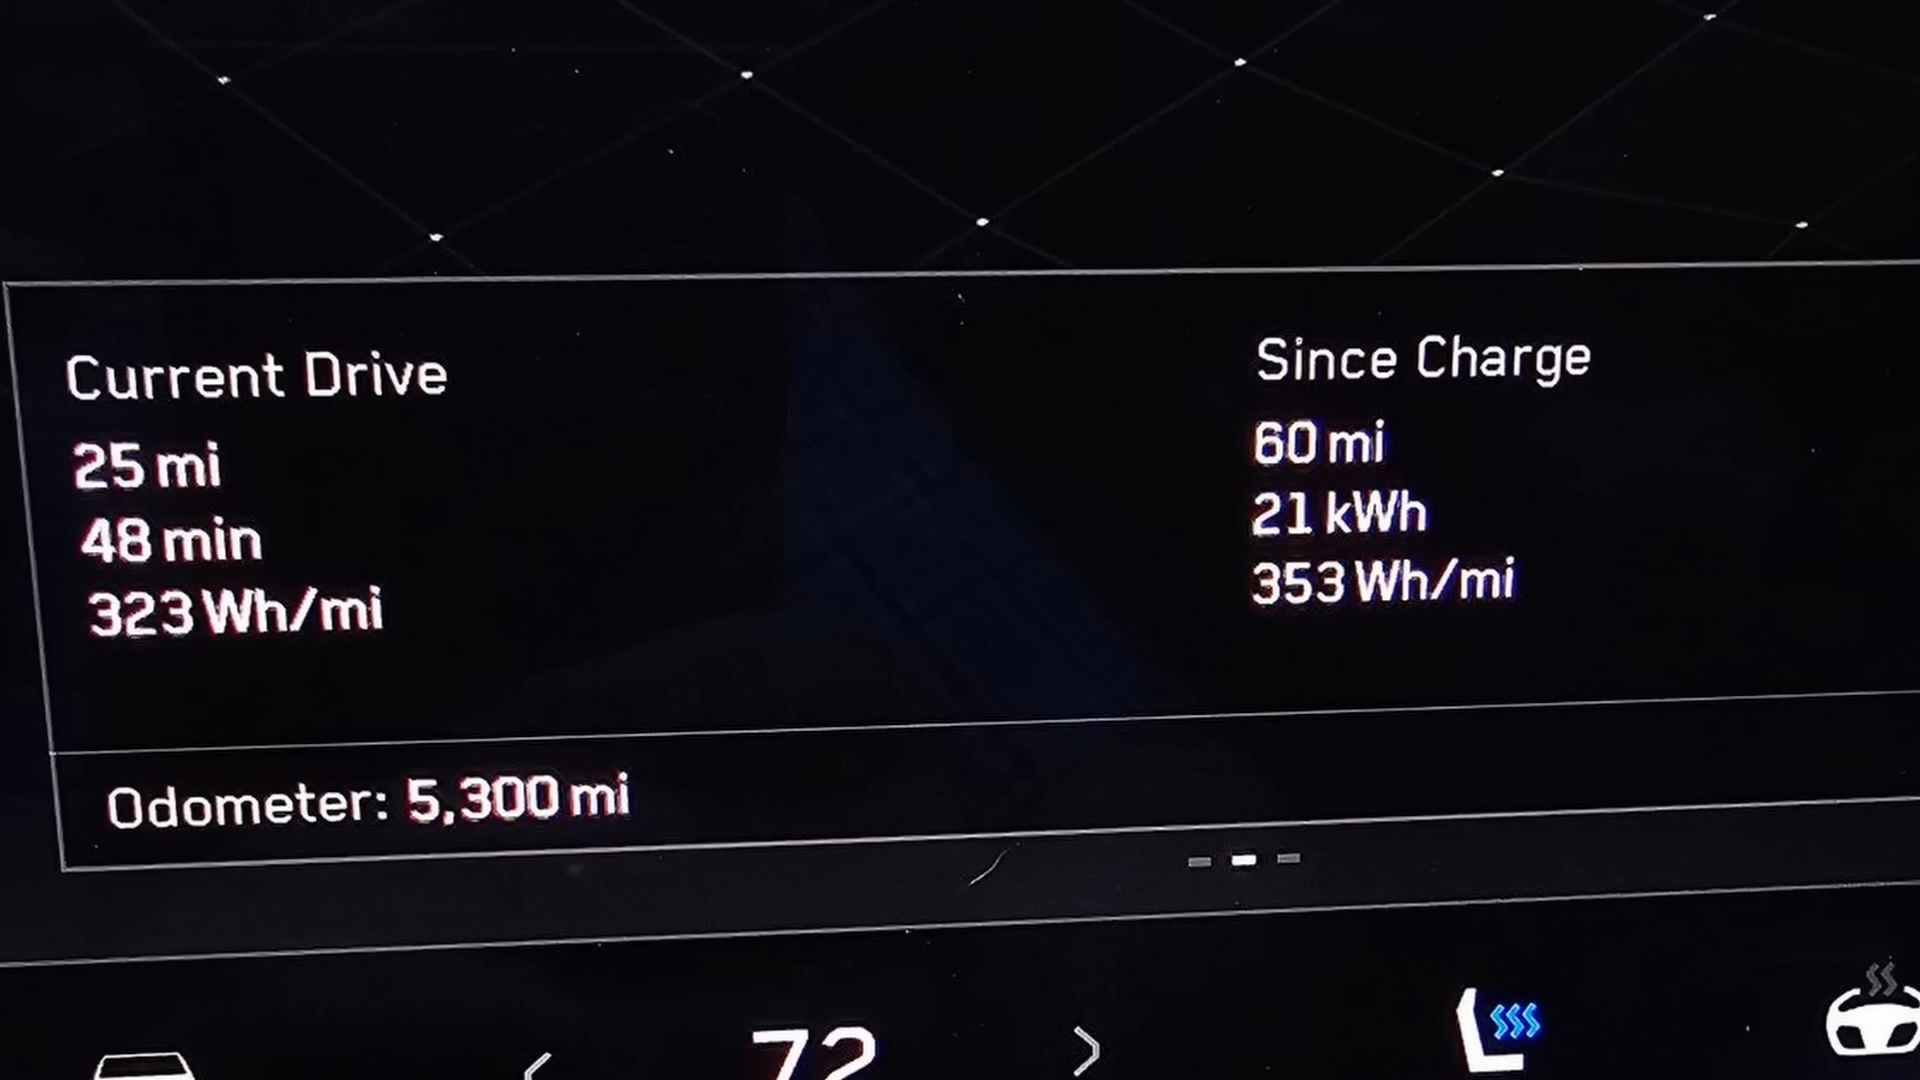 Current Drive
25 mi
48 min
323 Wh/mi
Since Charge
60 mi
21 kWh
353 Wh/mi
Odometer: 5,300 mi
72